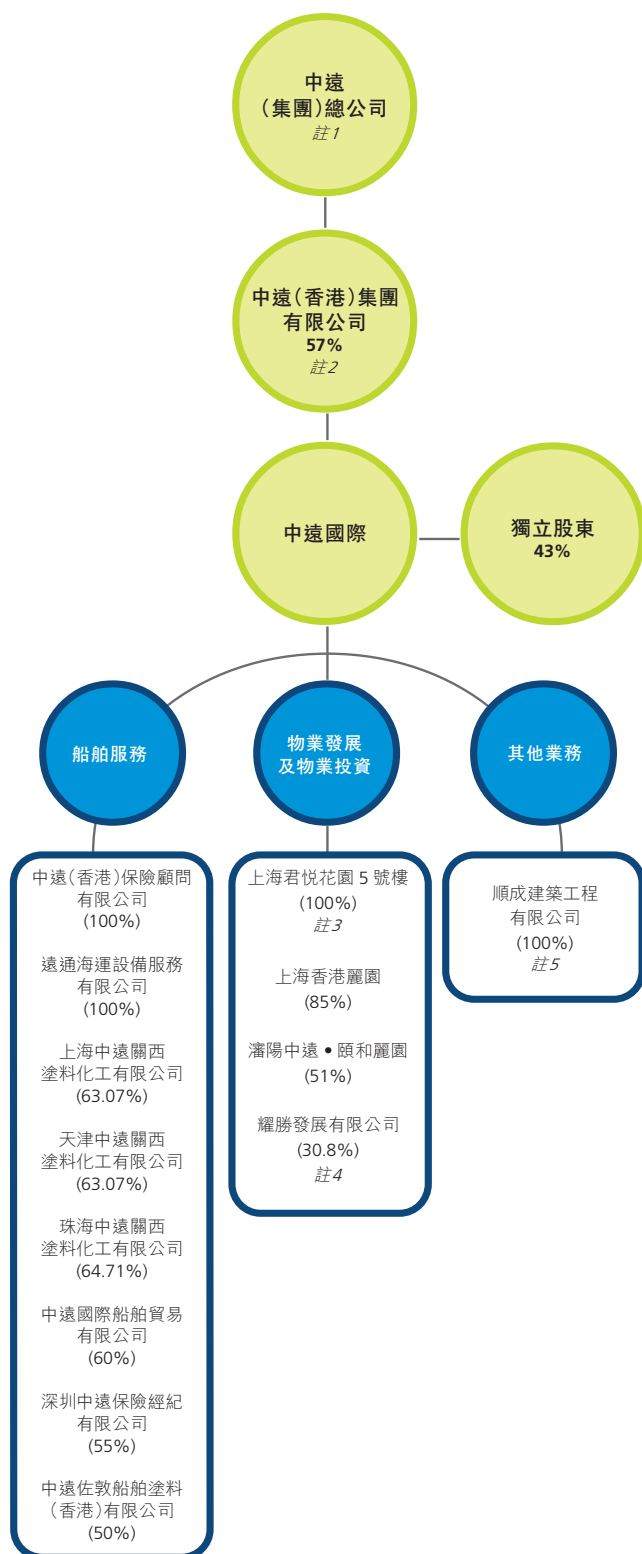 中遠
（集團）總公司
註1
中遠（香港）集團
有限公司
57%
註2
中遠國際
獨立股東
43%
船舶服務
物業發展
及物業投資
其他業務
中遠（香港）保險顧問
有限公司
(100%)
遠通海運設備服務
有限公司
(100%)
上海中遠關西
塗料化工有限公司
(63.07%)
天津中遠關西
塗料化工有限公司
(63.07%)
珠海中遠關西
塗料化工有限公司
(64.71%)
中遠國際船舶貿易
有限公司
(60%)
深圳中遠保險經紀
有限公司
(55%)
中遠佐敦船舶塗料
（香港）有限公司
(50%)
上海君悦花園 5 號樓
(100%)
註3
上海香港麗園
(85%)
瀋陽中遠•頤和麗園
(51%)
耀勝發展有限公司
(30.8%)
註4
順成建築工程
有限公司
(100%)
註5